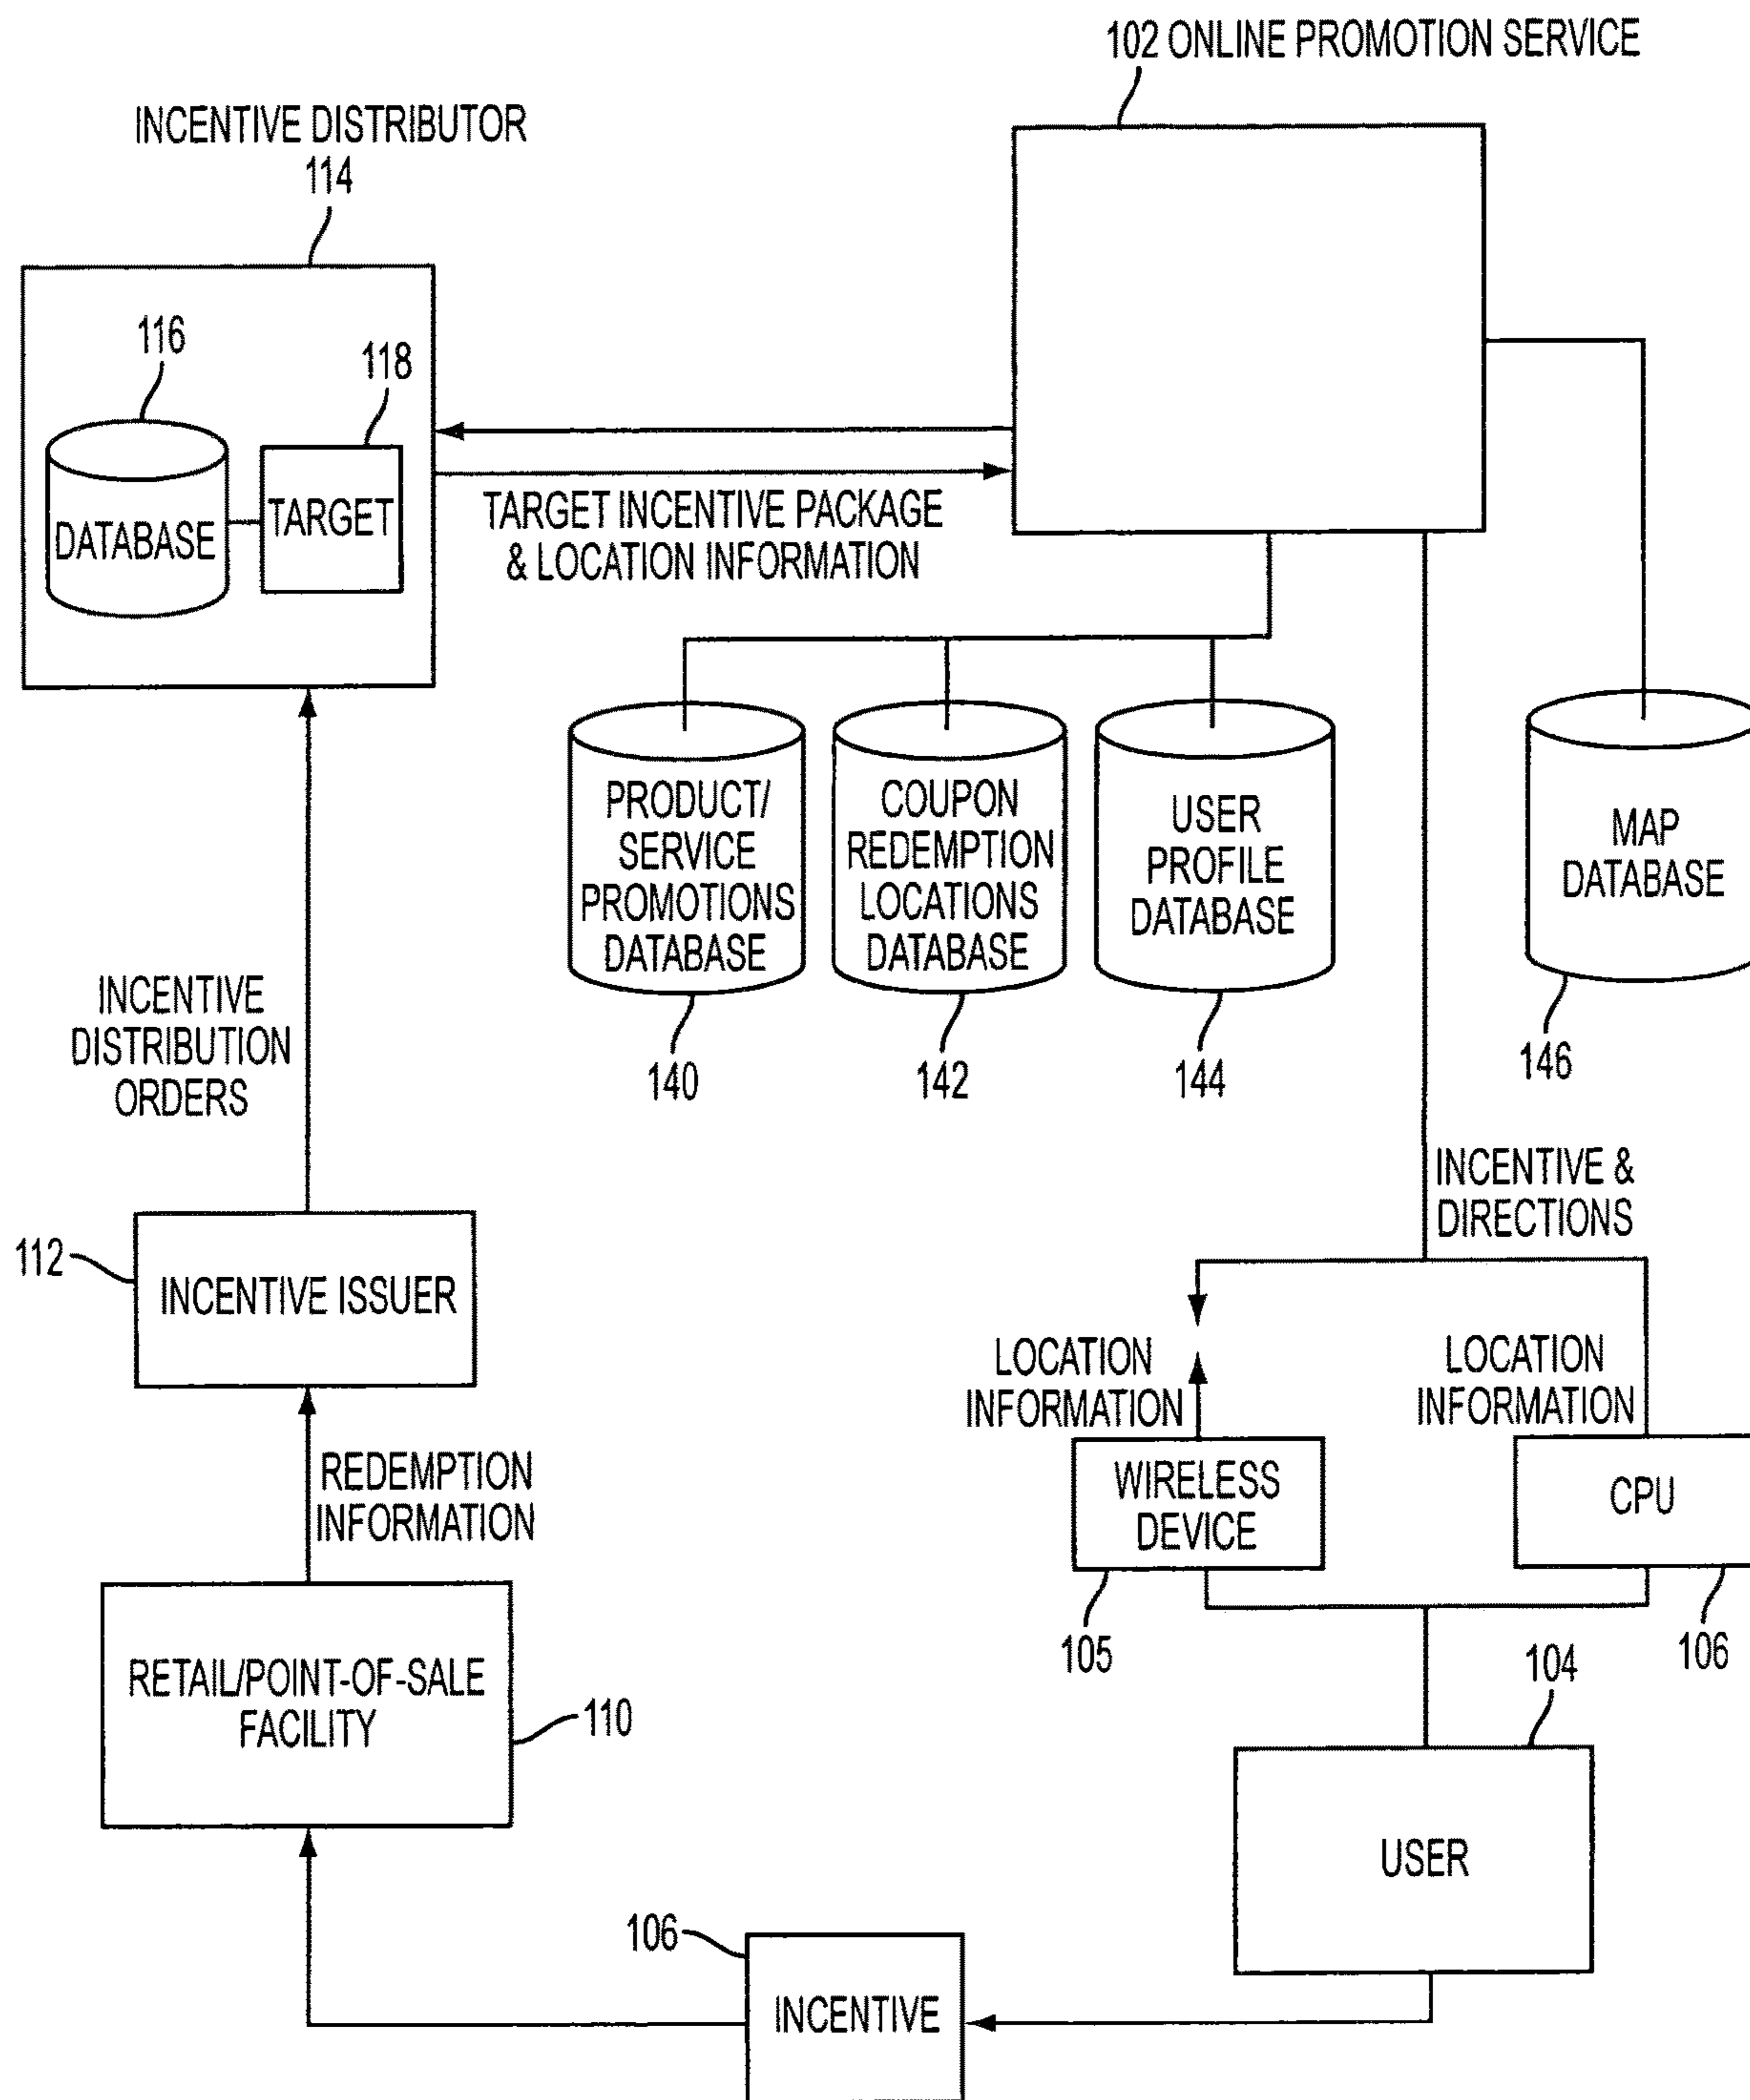 102 ONLINE PROMOTION SERVICE
INCENTIVE DISTRIBUTOR
114
116
118
DATABASE
TARGET
TARGET INCENTIVE PACKAGE
& LOCATION INFORMATION
PRODUCT/
SERVICE
PROMOTIONS
DATABASE
COUPON
REDEMPTION
LOCATIONS
DATABASE
USER
PROFILE
DATABASE
MAP
DATABASE
140
142
144
146
INCENTIVE
DISTRIBUTION
ORDERS
INCENTIVE &
DIRECTIONS
112
INCENTIVE ISSUER
LOCATION
INFORMATION
LOCATION
INFORMATION
REDEMPTION
INFORMATION
WIRELESS
DEVICE
CPU
105
106
104
RETAIL/POINT-OF-SALE
FACILITY
110
USER
106
INCENTIVE